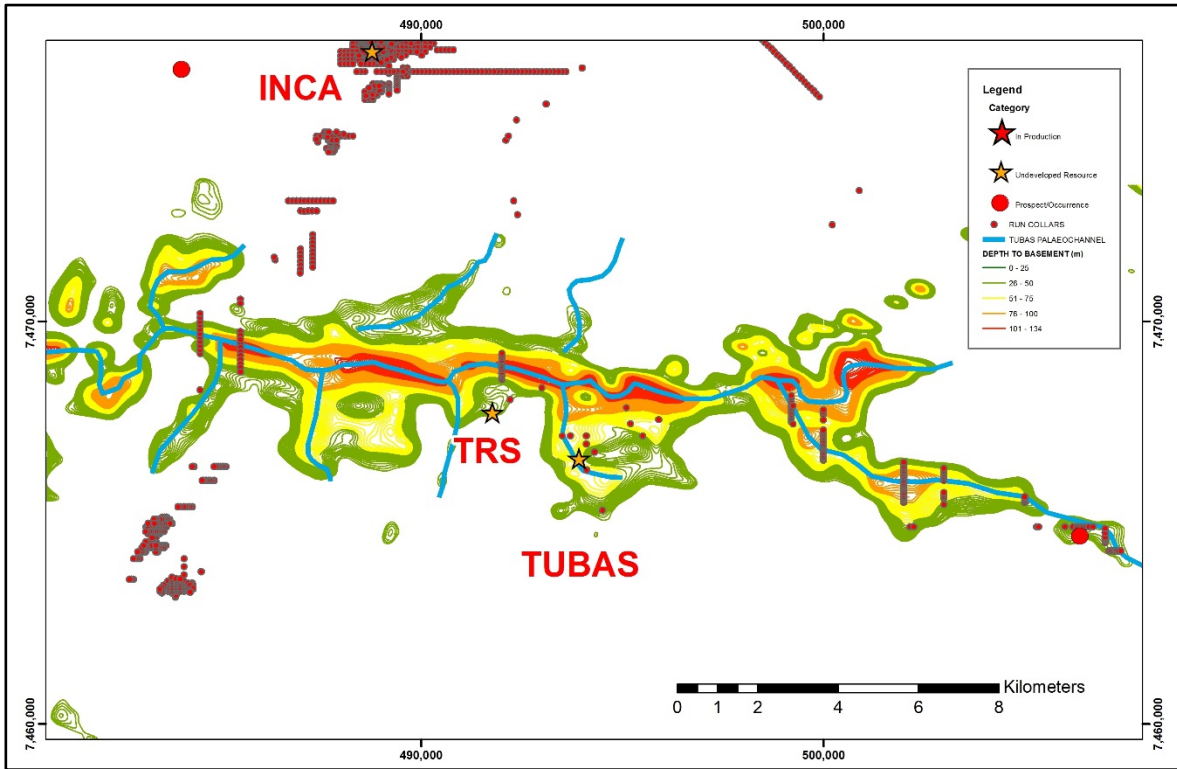 490,000
500,000
INCA
Legend
Category
In Production
Undeveloped Resource
Prospect/Occurrence
RUN COLLARS
TUBAS PALAEOCHANNEL
DEPTH TO BASEMENT (m)
0 - 25
26 - 50
51 - 75
76 - 100
101 - 134
7,470,000
7,470,000
TRS
TUBAS
Kilometers
0 1 2 4 6 8
7,460,000
7,460,000
490,000
500,000